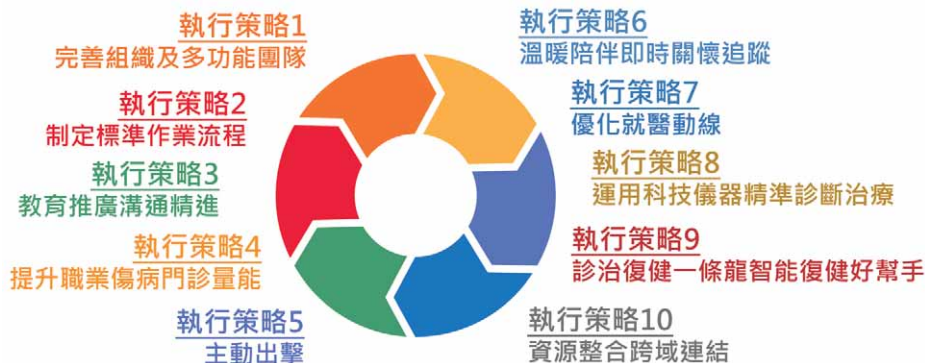 執行策略1
完善組織及多功能團隊
執行策略2
制定標準作業流程
執行策略3
教育推廣溝通精進
執行策略4
提升職業傷病門診量能
執行策略5
主動出擊
執行策略6
溫暖陪伴即時關懷追蹤
執行策略7
優化就醫動線
執行策略8
運用科技儀器精準診斷治療
執行策略9
診治復健一條龍智能復健好幫手
執行策略10
資源整合跨域連結